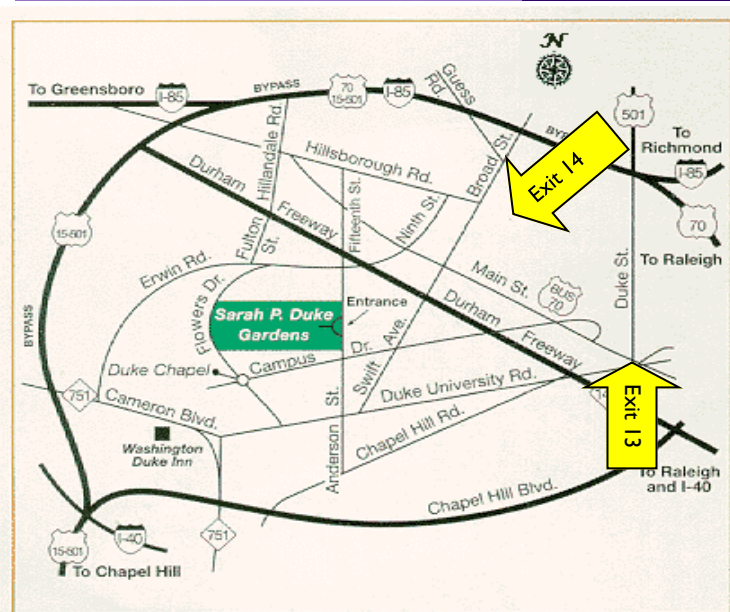 N
To Greensboro
I-85
BYPASS
70
15-501
I-85
Guess
Rd.
501
To
Richmond
I-85
70
To Raleigh
Exit 14
Broad St.
Hillandale Rd.
Hillsborough Rd.
Durham
Freeway
Fifteenth St.
Ninth St.
Fulton
St.
15-501
BYPASS
Erwin Rd.
Flowers Dr.
Main St.
BUS
70
Duke St.
Sarah P. Duke
Gardens
Entrance
Durham
Freeway
Campus
Dr.
Swift
Ave.
Duke Chapel
Duke University Rd.
751
Cameron Blvd.
Washington
Duke Inn
Anderson
St.
Chapel Hill Rd.
Exit 13
To Raleigh
and I-40
Chapel Hill Blvd.
751
I-40
15-501
To Chapel Hill